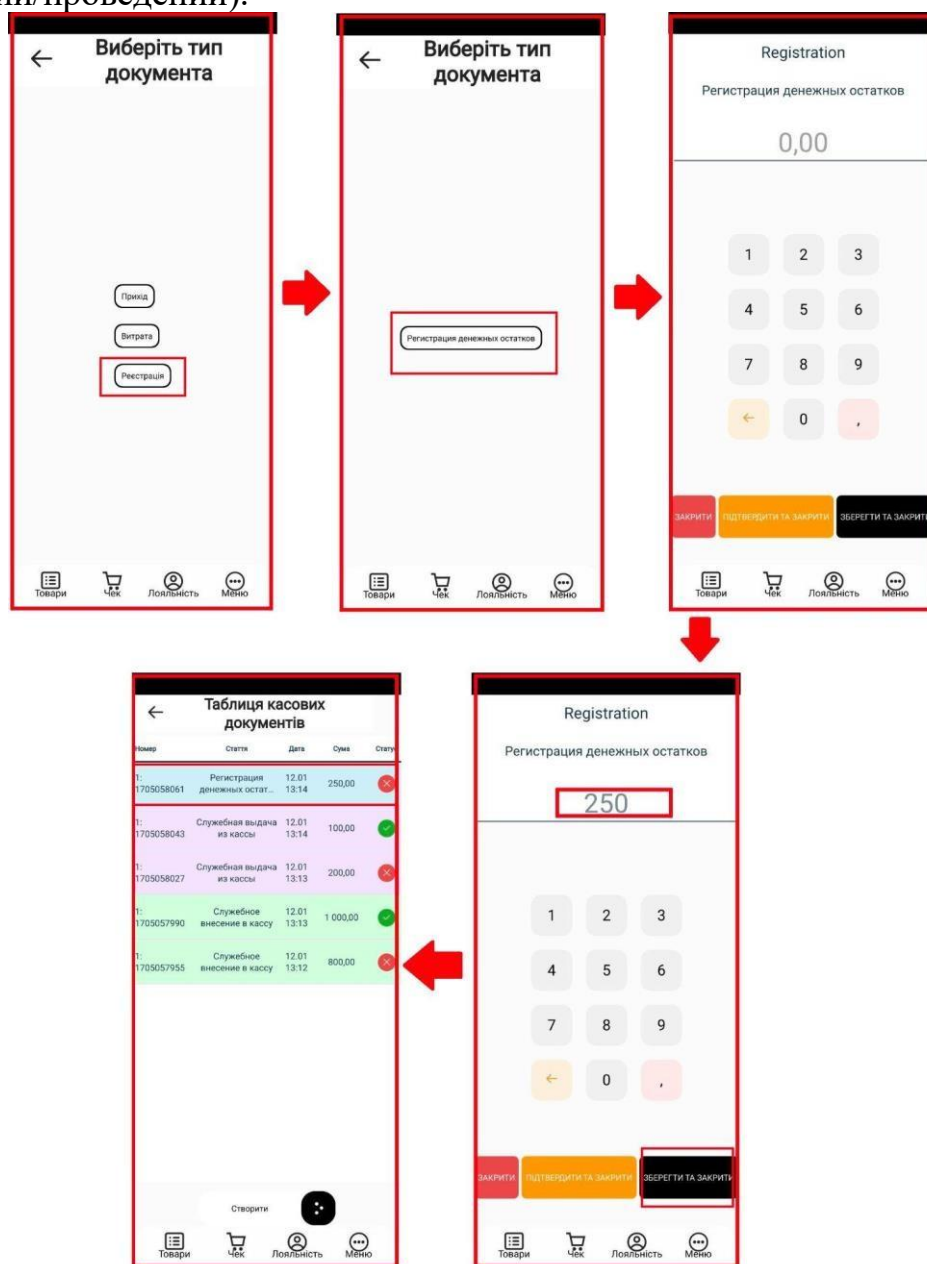 ни/проведений).
Виберіть тип
документа
Прихід
Витрата
Реєстрація
Товари Чек Лояльність Меню
Виберіть тип
документа
Регистрация денежных остатков
Товари Чек Лояльність Меню
Registration
Регистрация денежных остатков
0,00
1 2 3
4 5 6
7 8 9
← 0 ,
ЗАКРИТИ ПІДТВЕРДИТИ ТА ЗАКРИТИ ЗБЕРЕГТИ ТА ЗАКРИТИ
Товари Чек Лояльність Меню
Registration
Регистрация денежных остатков
250
1 2 3
4 5 6
7 8 9
← 0 ,
ЗАКРИТИ ПІДТВЕРДИТИ ТА ЗАКРИТИ ЗБЕРЕГТИ ТА ЗАКРИТИ
Товари Чек Лояльність Меню
Таблиця касових
документів
Номер Стаття Дата Сума Стату
1: 1705058061 Регистрация денежных остат... 12.01 13:14 250,00
1: 1705058043 Служебная выдача из кассы 12.01 13:14 100,00
1: 1705058027 Служебная выдача из кассы 12.01 13:13 200,00
1: 1705057990 Служебное внесение в кассу 12.01 13:13 1 000,00
1: 1705057955 Служебное внесение в кассу 12.01 13:12 800,00
Створити
Товари Чек Лояльність Меню